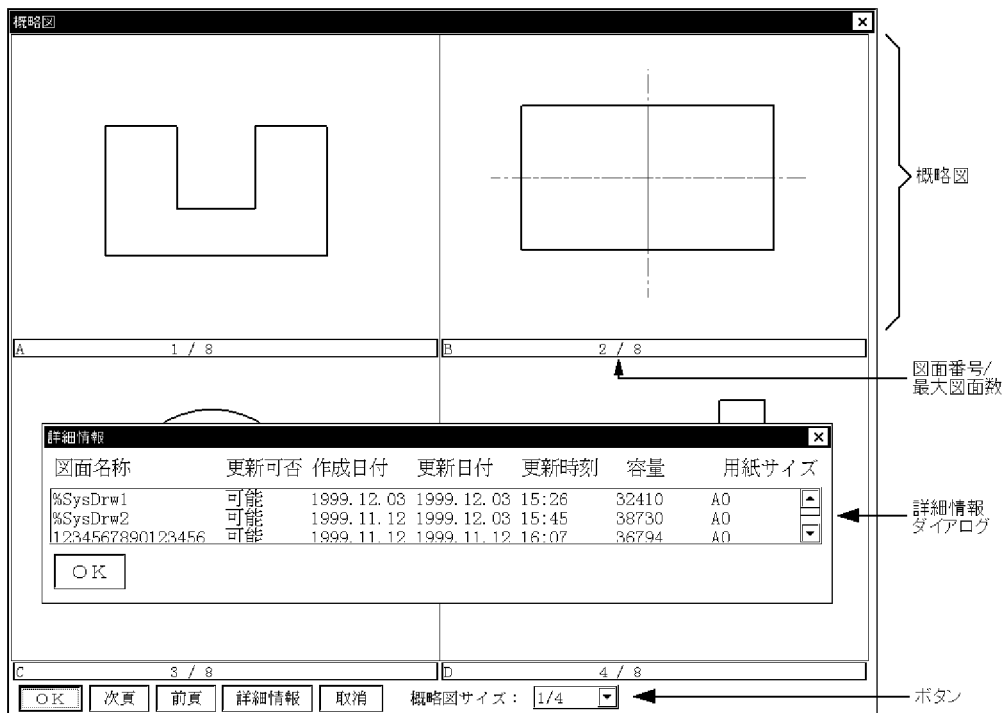 概略図
概略図
A 1 / 8
B 2 / 8
図面番号/
最大図面数
詳細情報
図面名称 更新可否 作成日付 更新日付 更新時刻 容量 用紙サイズ
%SysDrw1 可能 1999.12.03 1999.12.03 15:26 32410 A0
%SysDrw2 可能 1999.11.12 1999.12.03 15:45 38730 A0
1234567890123456 可能 1999.11.12 1999.11.12 16:07 36794 A0
OK
詳細情報
ダイアログ
C 3 / 8
D 4 / 8
OK 次頁 前頁 詳細情報 取消 概略図サイズ: 1/4
ボタン